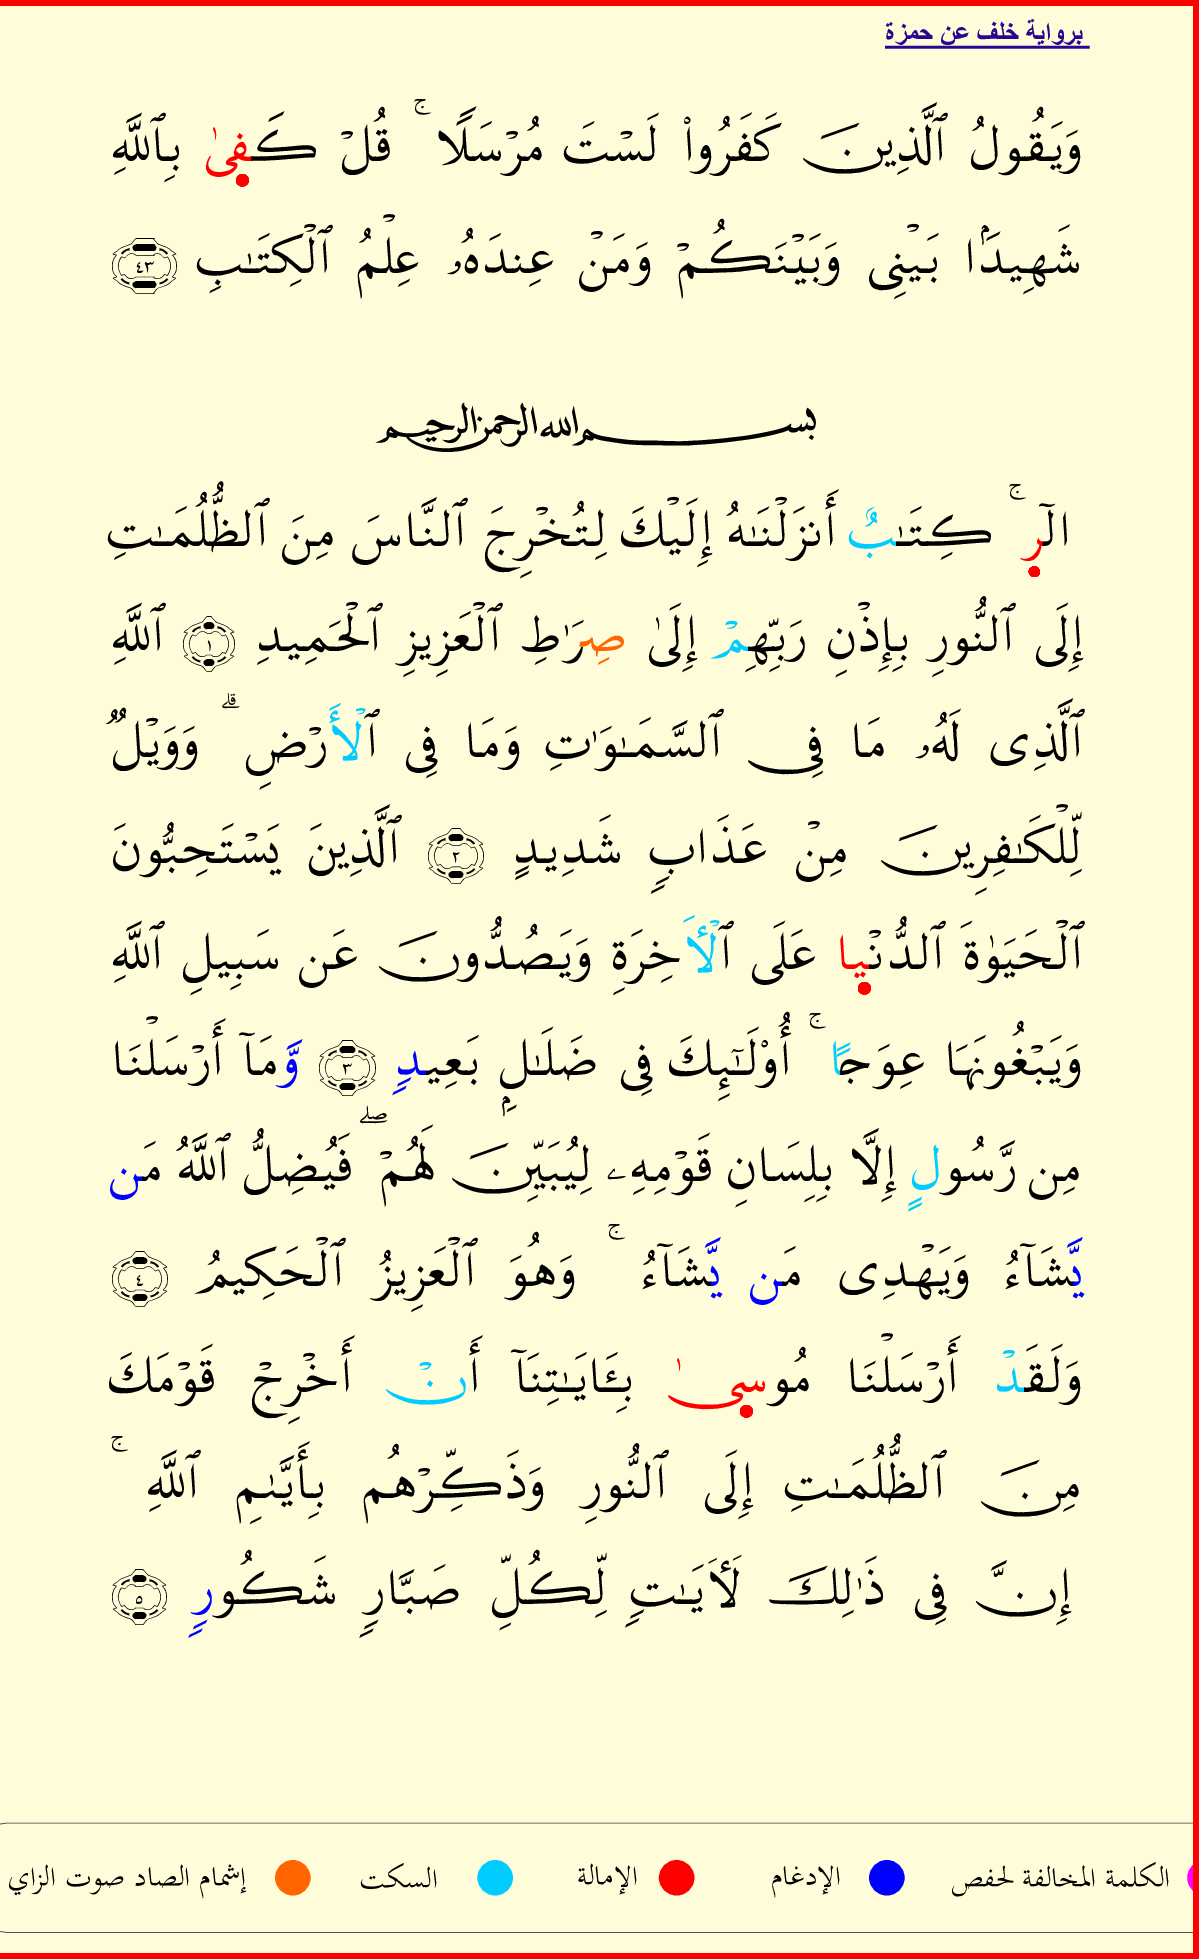 برواية خلف عن حمزة
وَيَقُولُ ٱلَّذِينَ كَفَرُوا۟ لَسْتَ مُرْسَلًا ۚ قُلْ كَفِىٰ بِٱللَّهِ
شَهِيدًۢا بَيْنِى وَبَيْنَكُمْ وَمَنْ عِندَهُۥ عِلْمُ ٱلْكِتَـٰبِ ٤٣
بسم الله الرحمن الرحيم
الٓر ۚ كِتَـٰبٌ أَنزَلْنَـٰهُ إِلَيْكَ لِتُخْرِجَ ٱلنَّاسَ مِنَ ٱلظُّلُمَـٰتِ
إِلَى ٱلنُّورِ بِإِذْنِ رَبِّهِمْ إِلَىٰ صِرَٰطِ ٱلْعَزِيزِ ٱلْحَمِيدِ ١ ٱللَّهِ
ٱلَّذِى لَهُۥ مَا فِى ٱلسَّمَـٰوَٰتِ وَمَا فِى ٱلْأَرْضِ ۗ وَوَيْلٌ
لِّلْكَـٰفِرِينَ مِنْ عَذَابٍ شَدِيدٍ ٢ ٱلَّذِينَ يَسْتَحِبُّونَ
ٱلْحَيَوٰةَ ٱلدُّنْيا عَلَى ٱلْأَخِرَةِ وَيَصُدُّونَ عَن سَبِيلِ ٱللَّهِ
وَيَبْغُونَهَا عِوَجًا ۚ أُو۟لَـٰٓئِكَ فِى ضَلَـٰلٍۭ بَعِيدٍ ٣ وَّمَآ أَرْسَلْنَا
مِن رَّسُولٍ إِلَّا بِلِسَانِ قَوْمِهِۦ لِيُبَيِّنَ لَهُمْ ۖ فَيُضِلُّ ٱللَّهُ مَن
يَّشَآءُ وَيَهْدِى مَن يَّشَآءُ ۚ وَهُوَ ٱلْعَزِيزُ ٱلْحَكِيمُ ٤
وَلَقَدْ أَرْسَلْنَا مُوسِىٰ بِـَٔايَـٰتِنَآ أَنْ أَخْرِجْ قَوْمَكَ
مِنَ ٱلظُّلُمَـٰتِ إِلَى ٱلنُّورِ وَذَكِّرْهُم بِأَيَّىٰمِ ٱللَّهِ ۚ
إِنَّ فِى ذَٰلِكَ لَأَيَـٰتٍ لِّكُلِّ صَبَّارٍ شَكُورٍ ٥
الكلمة المخالفة لحفص الإدغام الإمالة السكت إشمام الصاد صوت الزاي